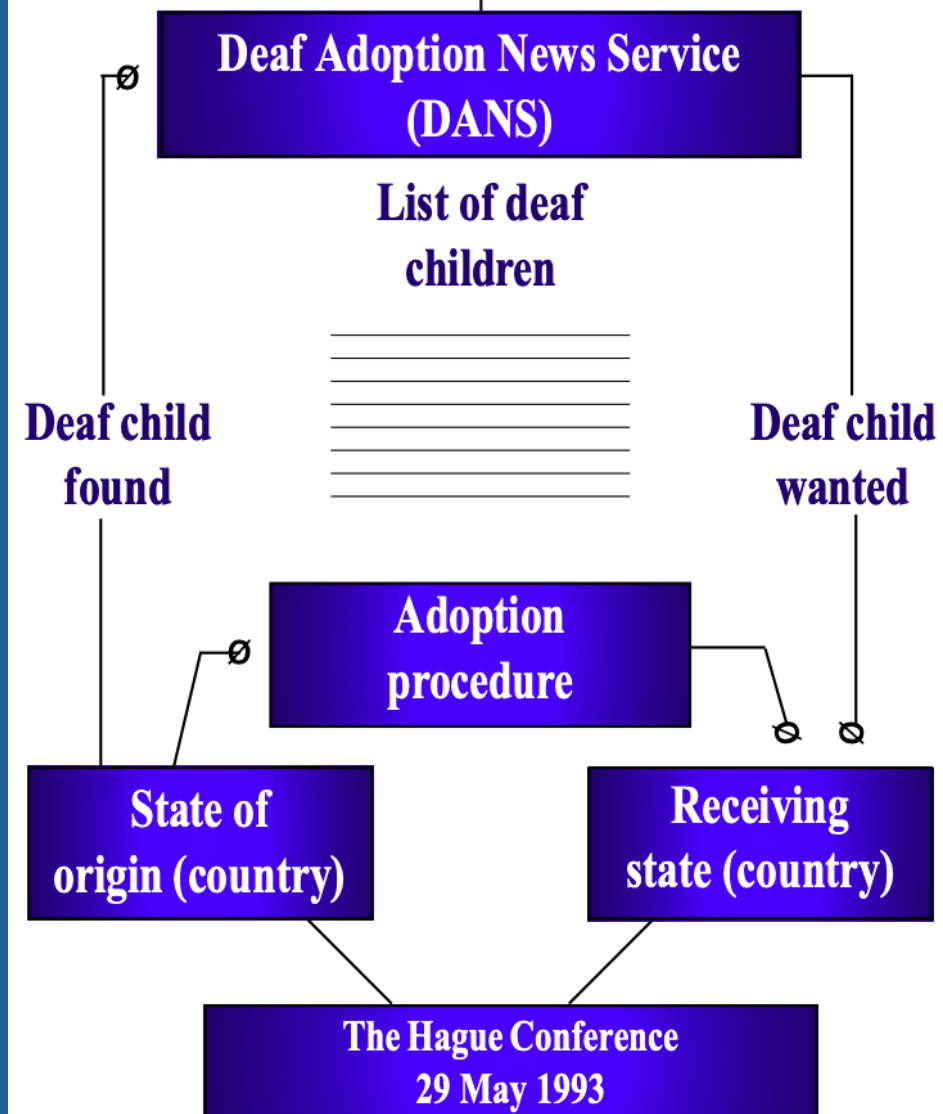 Deaf Adoption News Service
(DANS)
List of deaf
children
Deaf child
found
Deaf child
wanted
Adoption
procedure
State of
origin (country)
Receiving
state (country)
The Hague Conference
29 May 1993